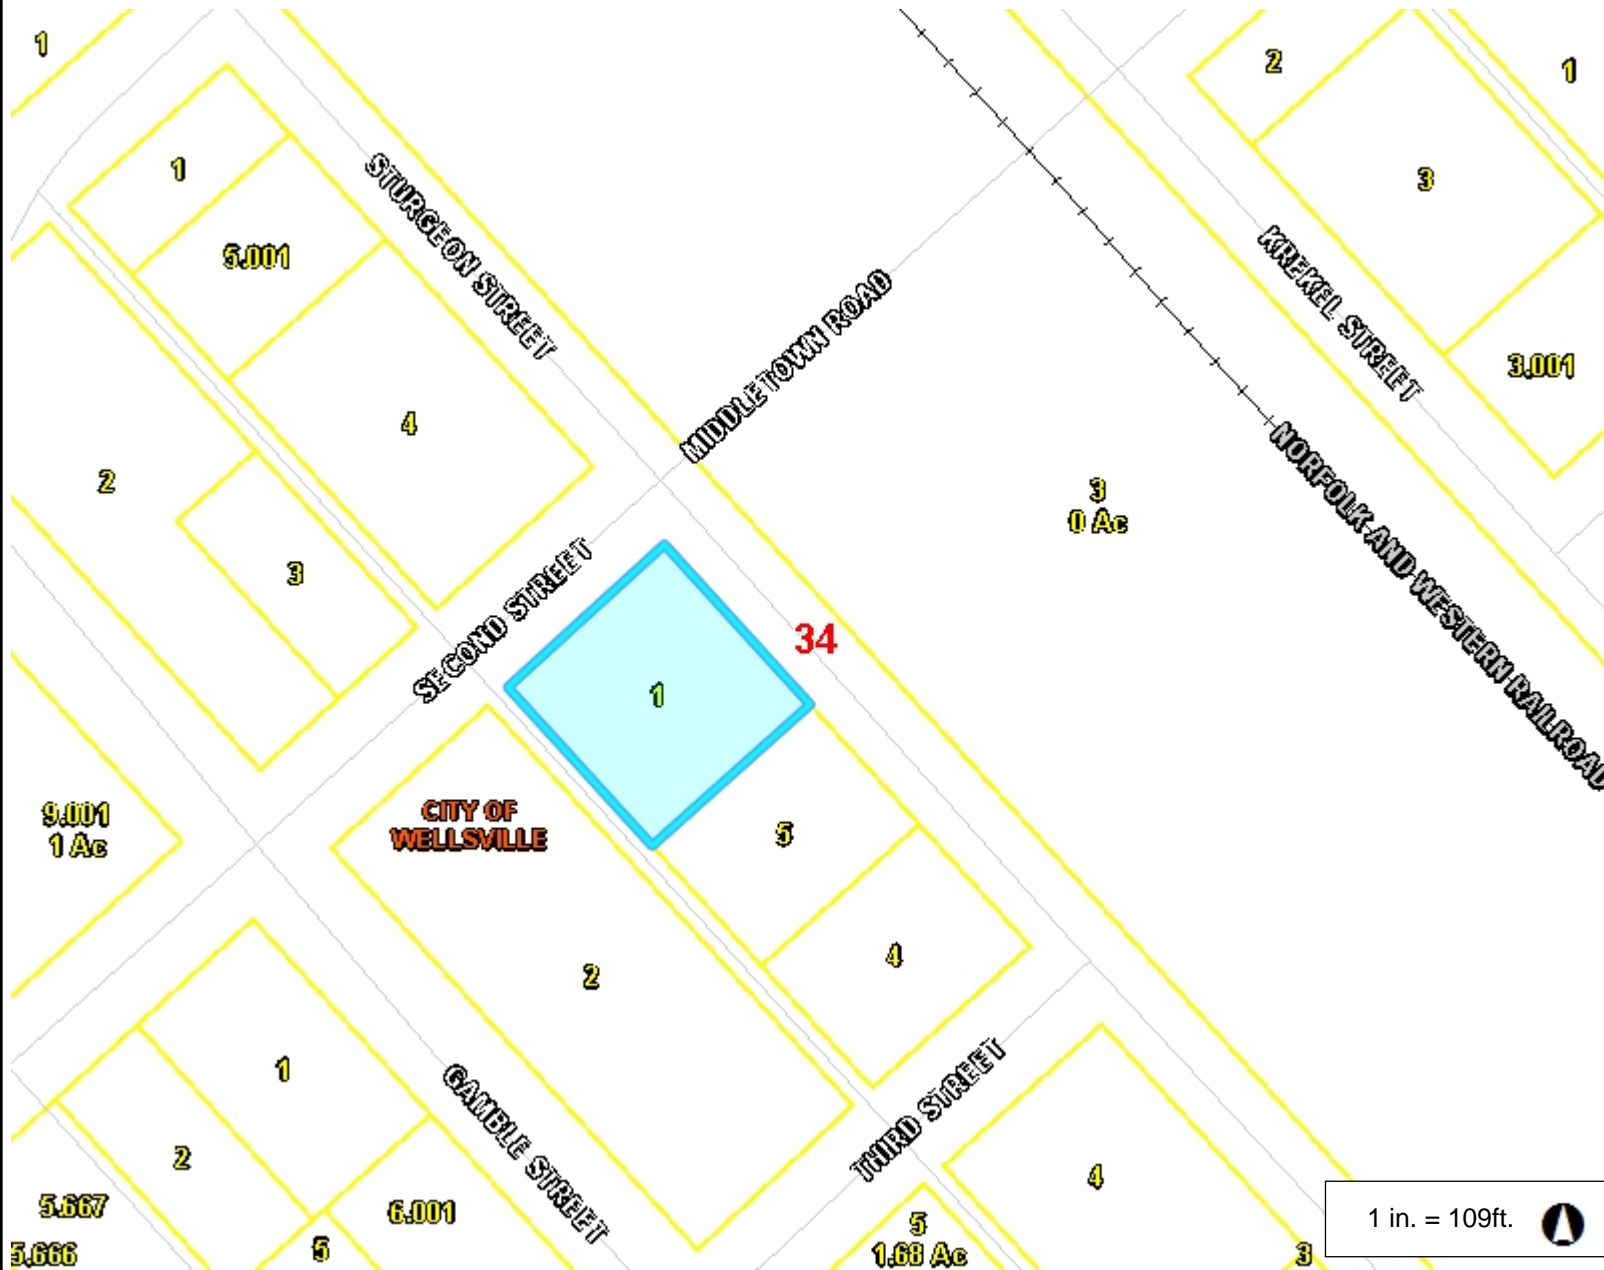 1
2
1
1
3
STURGEON STREET
5.001
KREKEL STREET
MIDDLETOWN ROAD
3.001
4
2
3
0 Ac
NORFOLK AND WESTERN RAILROAD
3
SECOND STREET
34
1
9.001
1 Ac
CITY OF
WELLSVILLE
5
4
2
1
GAMBLE STREET
THIRD STREET
2
4
5.667
6.001
5
1.68 Ac
5.666
5
3
1 in. = 109ft.